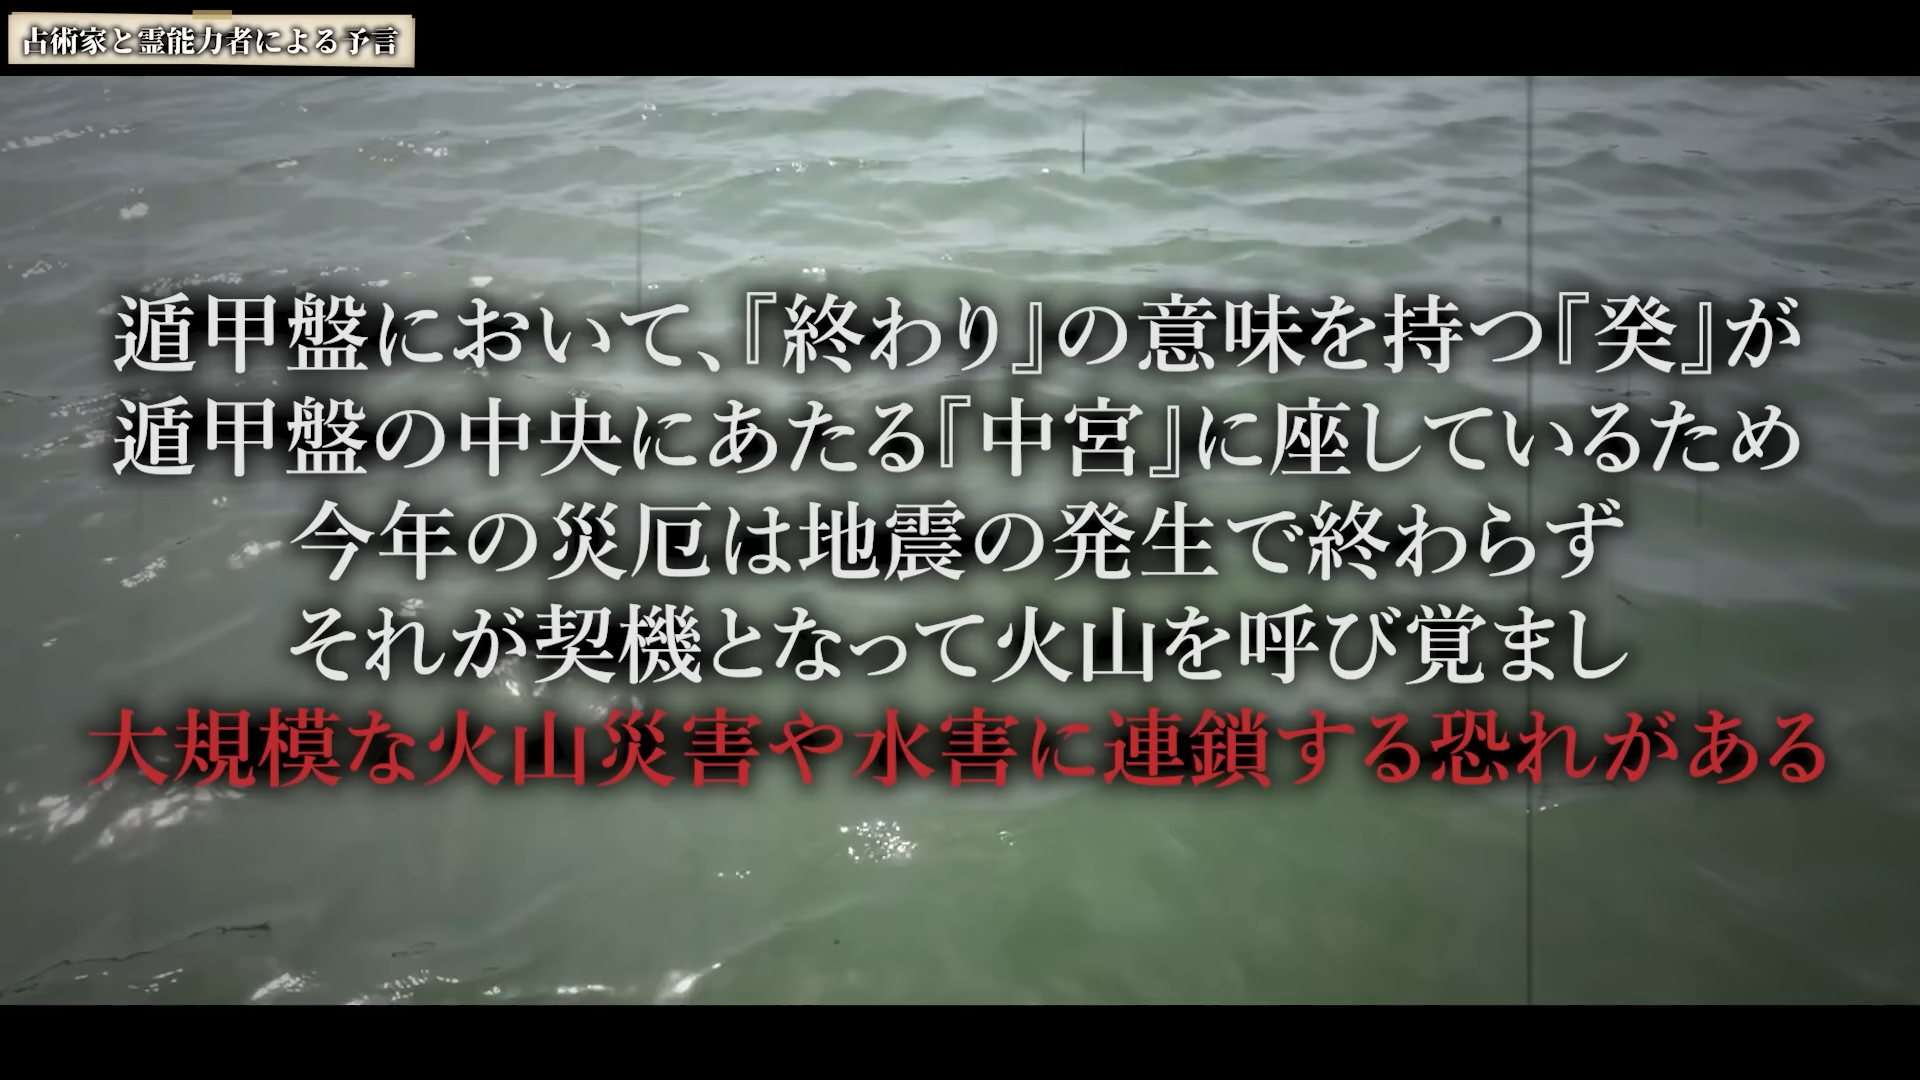 占術家と霊能力者による予言
遁甲盤において、『終わり』の意味を持つ『癸』が
遁甲盤の中央にあたる『中宮』に座しているため
今年の災厄は地震の発生で終わらず
それが契機となって火山を呼び覚まし
大規模な火山災害や水害に連鎖する恐れがある